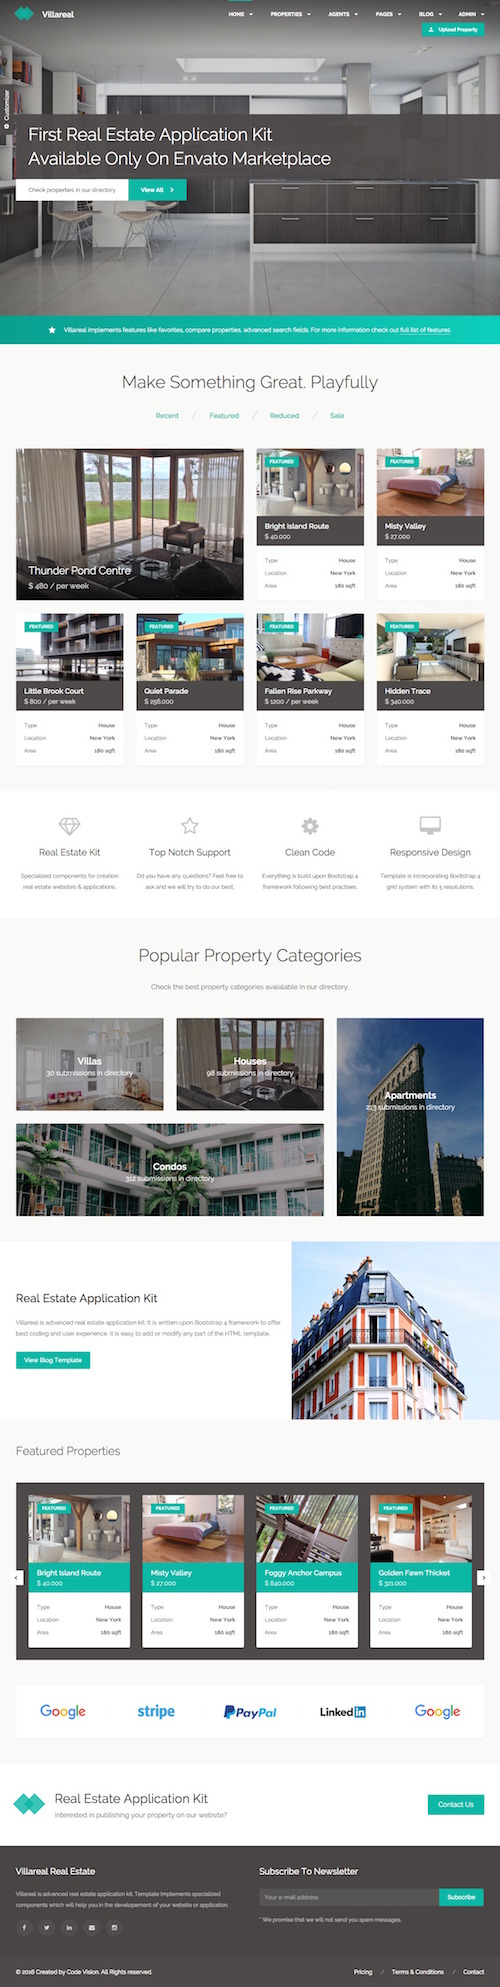 Villareal
HOME
PROPERTIES
AGENTS
PAGES
BLOG
ADMIN
Upload Property
Customizer
First Real Estate Application Kit
Available Only On Envato Marketplace
Check properties in our directory
View All
Villareal implements features like favorites, compare properties, advanced search fields. For more information check out full list of features.
Make Something Great. Playfully
Recent / Featured / Reduced / Sale
Thunder Pond Centre
$ 480 / per week
FEATURED
Bright Island Route
$ 40.000
Type House
Location New York
Area 180 sqft
FEATURED
Misty Valley
$ 27.000
Type House
Location New York
Area 180 sqft
FEATURED
Little Brook Court
$ 800 / per week
Type House
Location New York
Area 180 sqft
FEATURED
Quiet Parade
$ 256.000
Type House
Location New York
Area 180 sqft
FEATURED
Fallen Rise Parkway
$ 1200 / per week
Type House
Location New York
Area 180 sqft
FEATURED
Hidden Trace
$ 340.000
Type House
Location New York
Area 180 sqft
Real Estate Kit
Specialized components for creation
real estate websites & applications.
Top Notch Support
Did you have any questions? Feel free to
ask and we will try to do our best.
Clean Code
Everything is build upon Bootstrap 4
framework following best practises.
Responsive Design
Template is incorporating Bootstrap 4
grid system with its 5 resolutions.
Popular Property Categories
Check the best property categories avaialable in our directory.
Villas
30 submissions in directory
Houses
98 submissions in directory
Apartments
213 submissions in directory
Condos
312 submissions in directory
Real Estate Application Kit
Villareal is advanced real estate application kit. It is written upon Bootstrap 4 framework to offer
best coding and user experience. It is easy to add or modify any part of the HTML template.
View Blog Template
Featured Properties
FEATURED
Bright Island Route
$ 40.000
Type House
Location New York
Area 180 sqft
FEATURED
Misty Valley
$ 27.000
Type House
Location New York
Area 180 sqft
FEATURED
Foggy Anchor Campus
$ 840.000
Type House
Location New York
Area 180 sqft
FEATURED
Golden Fawn Thicket
$ 321.000
Type House
Location New York
Area 180 sqft
Google
stripe
PayPal
LinkedIn
Google
Real Estate Application Kit
Interested in publishing your property on our website?
Contact Us
Villareal Real Estate
Villareal is advanced real estate application kit. Template implements specialized
components which will help you in the developement of your website or application.
Subscribe To Newsletter
Your e-mail address
Subscribe
* We promise that we will not send you spam messages.
© 2016 Created by Code Vision. All Rights reserved.
Pricing / Terms & Conditions / Contact